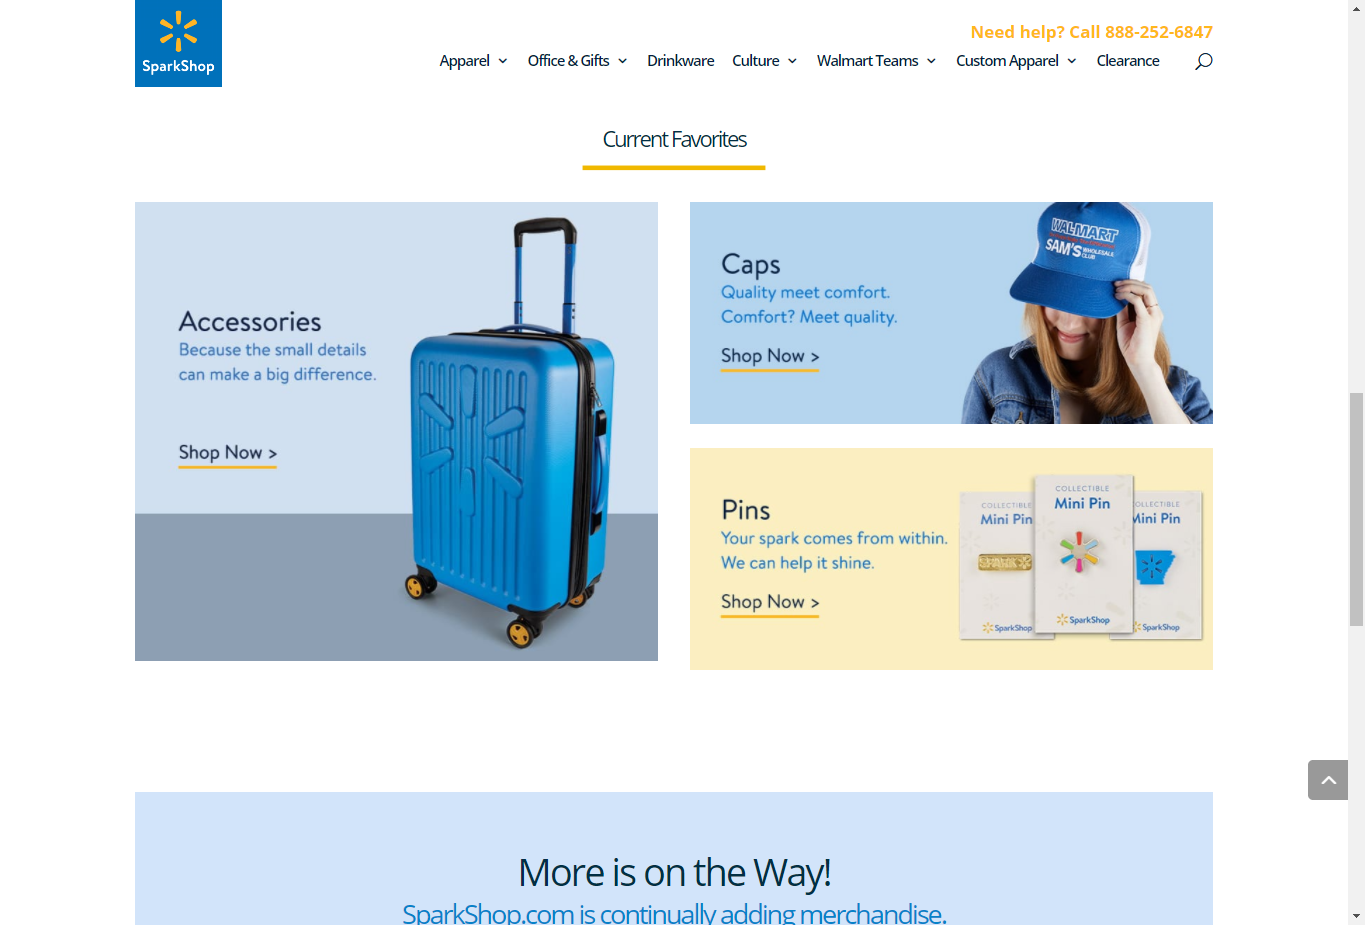 SparkShop
Need help? Call 888-252-6847
Apparel
Office & Gifts
Drinkware
Culture
Walmart Teams
Custom Apparel
Clearance
Current Favorites
Accessories
Because the small details
can make a big difference.
Shop Now >
Caps
Quality meet comfort.
Comfort? Meet quality.
Shop Now >
WALMART
SAM'S WHOLESALE CLUB
Pins
Your spark comes from within.
We can help it shine.
Shop Now >
COLLECTIBLE
Mini Pin
SparkShop
COLLECTIBLE
Mini Pin
SparkShop
COLLECTIBLE
Mini Pin
SparkShop
More is on the Way!
SparkShop.com is continually adding merchandise.